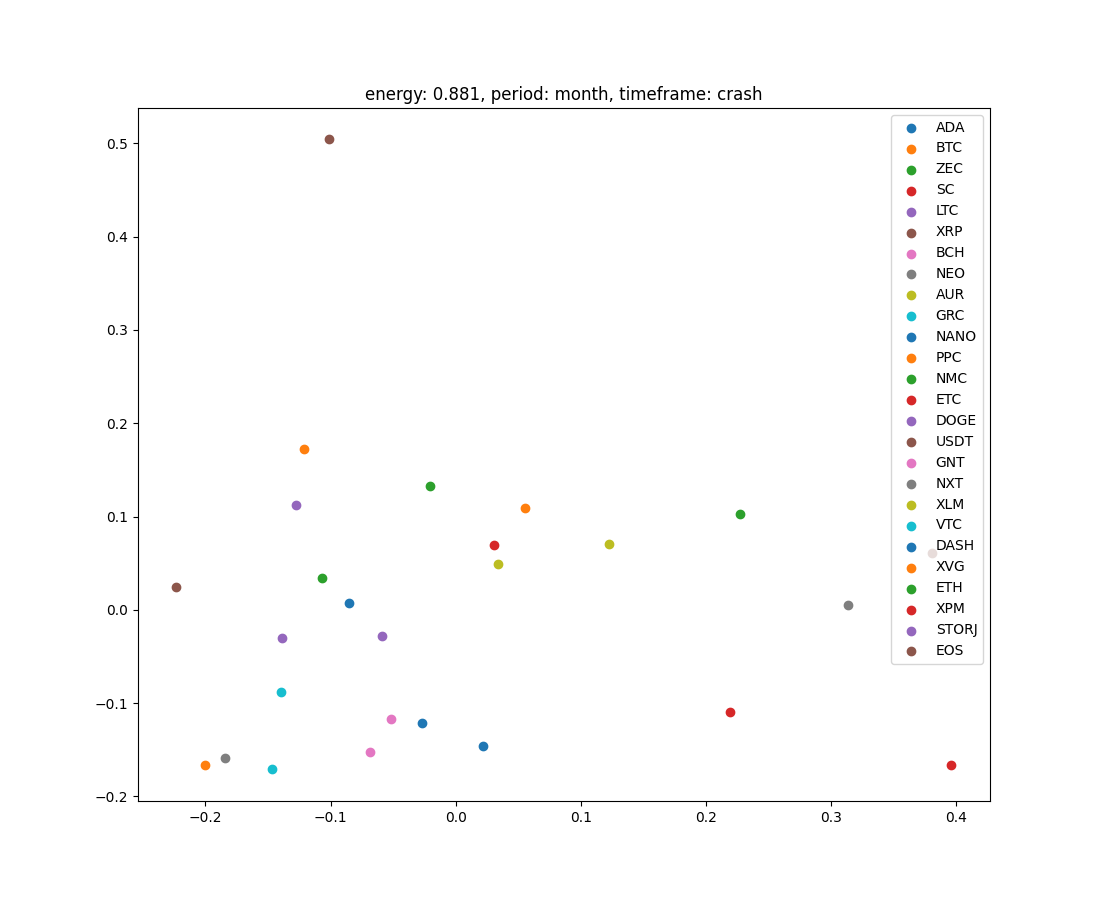 energy: 0.881, period: month, timeframe: crash
0.5
0.4
0.3
0.2
0.1
0.0
−0.1
−0.2
−0.2
−0.1
0.0
0.1
0.2
0.3
0.4
ADA
BTC
ZEC
SC
LTC
XRP
BCH
NEO
AUR
GRC
NANO
PPC
NMC
ETC
DOGE
USDT
GNT
NXT
XLM
VTC
DASH
XVG
ETH
XPM
STORJ
EOS